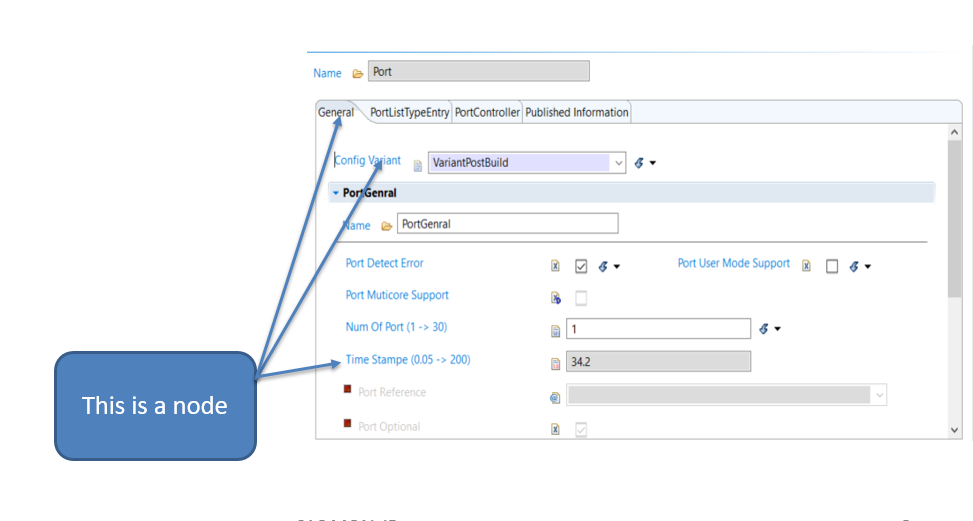 Name Port
General PortListTypeEntry PortController Published Information
Config Variant VariantPostBuild
PortGenral
Name PortGenral
Port Detect Error Port User Mode Support
Port Muticore Support
Num Of Port (1 -> 30) 1
Time Stampe (0.05 -> 200) 34.2
This is a node
Port Reference
Port Optional